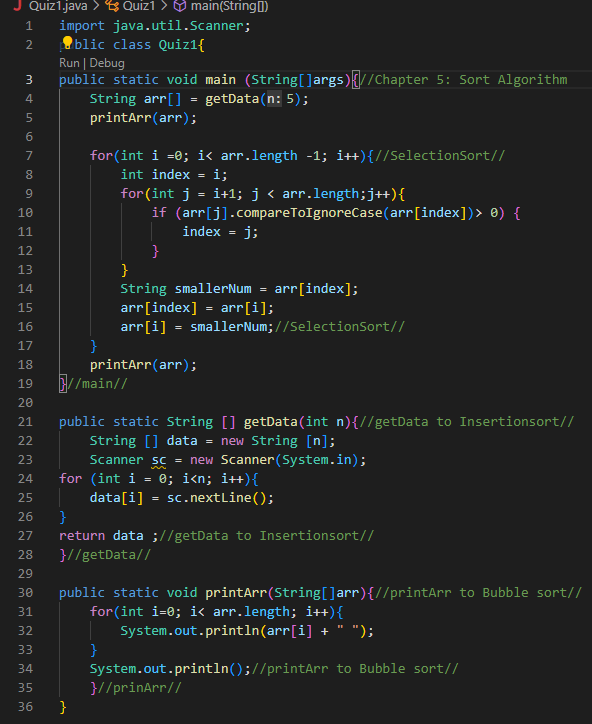 Quiz1.java > Quiz1 > main(String[])
1 import java.util.Scanner;
2 blic class Quiz1{
Run | Debug
3 public static void main (String[]args){//Chapter 5: Sort Algorithm
4 String arr[] = getData(n: 5);
5 printArr(arr);
6
7 for(int i =0; i< arr.length -1; i++){//SelectionSort//
8 int index = i;
9 for(int j = i+1; j < arr.length;j++){
10 if (arr[j].compareToIgnoreCase(arr[index])> 0) {
11 index = j;
12 }
13 }
14 String smallerNum = arr[index];
15 arr[index] = arr[i];
16 arr[i] = smallerNum;//SelectionSort//
17 }
18 printArr(arr);
19 }//main//
20
21 public static String [] getData(int n){//getData to Insertionsort//
22 String [] data = new String [n];
23 Scanner sc = new Scanner(System.in);
24 for (int i = 0; i<n; i++){
25 data[i] = sc.nextLine();
26 }
27 return data ;//getData to Insertionsort//
28 }//getData//
29
30 public static void printArr(String[]arr){//printArr to Bubble sort//
31 for(int i=0; i< arr.length; i++){
32 System.out.println(arr[i] + " ");
33 }
34 System.out.println();//printArr to Bubble sort//
35 }//prinArr//
36 }